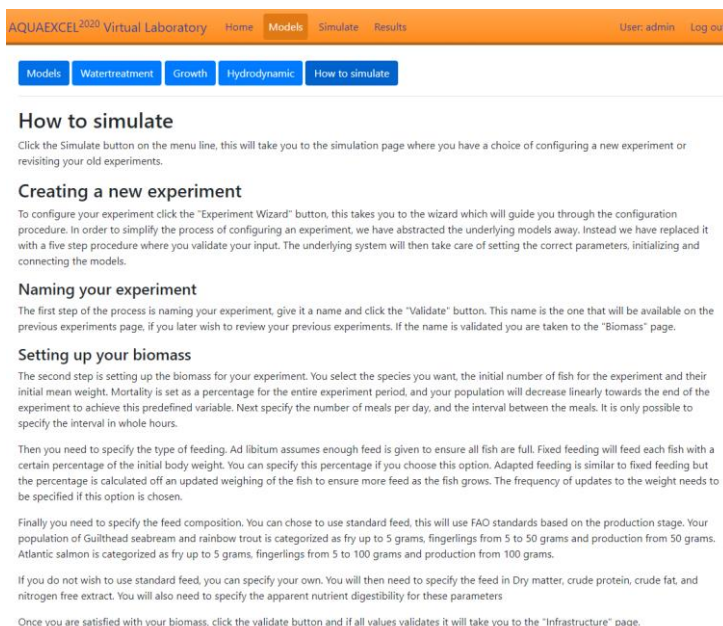 AQUAEXCEL2020 Virtual Laboratory Home Models Simulate Results User: admin Log ou
Models Watertreatment Growth Hydrodynamic How to simulate
How to simulate
Click the Simulate button on the menu line, this will take you to the simulation page where you have a choice of configuring a new experiment or
revisiting your old experiments.
Creating a new experiment
To configure your experiment click the "Experiment Wizard" button, this takes you to the wizard which will guide you through the configuration
procedure. In order to simplify the process of configuring an experiment, we have abstracted the underlying models away. Instead we have replaced it
with a five step procedure where you validate your input. The underlying system will then take care of setting the correct parameters, initializing and
connecting the models.
Naming your experiment
The first step of the process is naming your experiment, give it a name and click the "Validate" button. This name is the one that will be available on the
previous experiments page, if you later wish to review your previous experiments. If the name is validated you are taken to the "Biomass" page.
Setting up your biomass
The second step is setting up the biomass for your experiment. You select the species you want, the initial number of fish for the experiment and their
initial mean weight. Mortality is set as a percentage for the entire experiment period, and your population will decrease linearly towards the end of the
experiment to achieve this predefined variable. Next specify the number of meals per day, and the interval between the meals. It is only possible to
specify the interval in whole hours.
Then you need to specify the type of feeding. Ad libitum assumes enough feed is given to ensure all fish are full. Fixed feeding will feed each fish with a
certain percentage of the initial body weight. You can specify this percentage if you choose this option. Adapted feeding is similar to fixed feeding but
the percentage is calculated off an updated weighing of the fish to ensure more feed as the fish grows. The frequency of updates to the weight needs to
be specified if this option is chosen.
Finally you need to specify the feed composition. You can chose to use standard feed, this will use FAO standards based on the production stage. Your
population of Guilthead seabream and rainbow trout is categorized as fry up to 5 grams, fingerlings from 5 to 50 grams and production from 50 grams.
Atlantic salmon is categorized as fry up to 5 grams, fingerlings from 5 to 100 grams and production from 100 grams.
If you do not wish to use standard feed, you can specify your own. You will then need to specify the feed in Dry matter, crude protein, crude fat, and
nitrogen free extract. You will also need to specify the apparent nutrient digestibility for these parameters
Once you are satisfied with your biomass, click the validate button and if all values validates it will take you to the "Infrastructure" page.